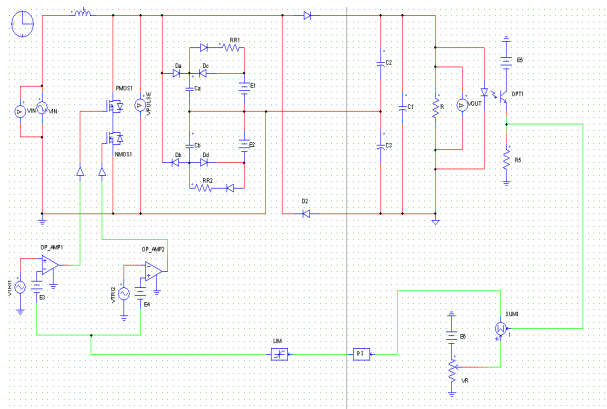 L
RR1
Da
Dc
C2
E5
PMOS1
Ca
E1
OPT1
VIN
VIN
VPULSE
C1
R
VOUT
NMOS1
Cb
E2
C3
Db
Dd
R5
RR2
D2
OP_AMP1
OP_AMP2
VTRI2
E3
E4
SUM1
LIM
PI
E6
VR